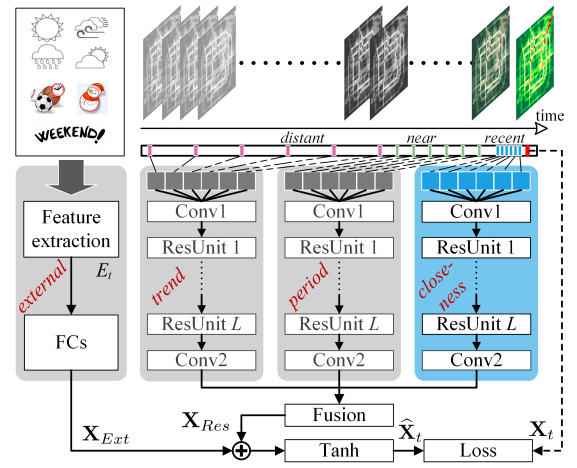 WEEKEND!
time
distant near recent
Feature
extraction
external
E_t
FCs
Conv1
ResUnit 1
trend
ResUnit L
Conv2
Conv1
ResUnit 1
period
ResUnit L
Conv2
Conv1
ResUnit 1
close-
ness
ResUnit L
Conv2
Fusion
X_Res
X_Ext
+
Tanh
X̂_t
Loss
X_t